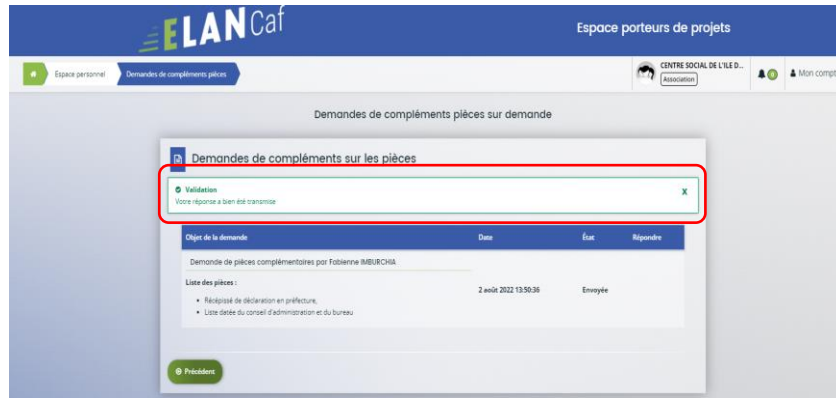 ELANCaf
Espace porteurs de projets
Espace personnel
Demandes de compléments pièces
CENTRE SOCIAL DE L'ILE D...
Association
0
Mon compt
Demandes de compléments pièces sur demande
Demandes de compléments sur les pièces
Validation
X
Votre réponse a bien été transmise
Objet de la demande Date État Répondre
Demande de pièces complémentaires par Fabienne IMBURCHIA
Liste des pièces :
2 août 2022 13:50:36 Envoyée
• Récépissé de déclaration en préfecture,
• Liste datée du conseil d'administration et du bureau
Précédent